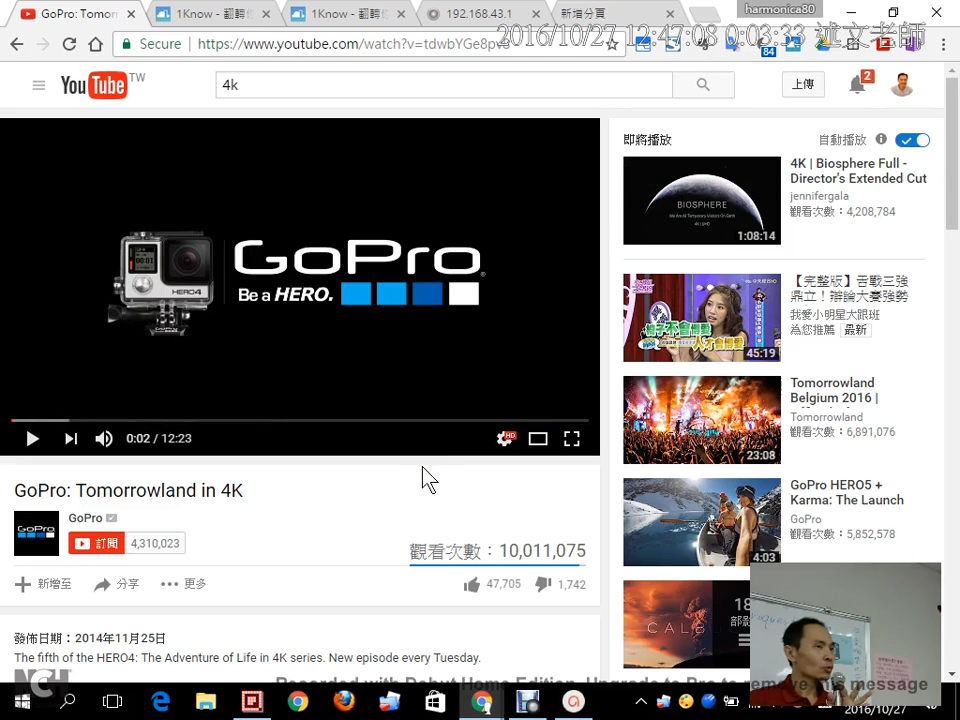 GoPro: Tomorr
1Know - 翻轉
1Know - 翻轉
192.168.43.1
新增分頁
harmonica80
Secure
https://www.youtube.com/watch?v=tdwbYGe8pv
2016/10/27 12:47:08 0:03:33 述文老師
84
YouTube TW
4k
上傳
2
GoPro
Be a HERO.
HERO4
0:02 / 12:23
HD
GoPro: Tomorrowland in 4K
GoPro
訂閱
4,310,023
觀看次數：10,011,075
新增至
分享
更多
47,705
1,742
發佈日期：2014年11月25日
The fifth of the HERO4: The Adventure of Life in 4K series. New episode every Tuesday.
即將播放
自動播放
BIOSPHERE
1:08:14
4K | Biosphere Full -
Director's Extended Cut
jennifergala
觀看次數：4,208,784
45:19
【完整版】舌戰三強
鼎立！辯論大賽強勢
我愛小明星大跟班
為您推薦
最新
23:08
Tomorrowland
Belgium 2016 |
Tomorrowland
觀看次數：6,891,076
4:03
GoPro HERO5 +
Karma: The Launch
GoPro
觀看次數：5,852,578
NCH
Recorded with Debut Home Edition. Upgrade to Pro to remove this message
2016/10/27